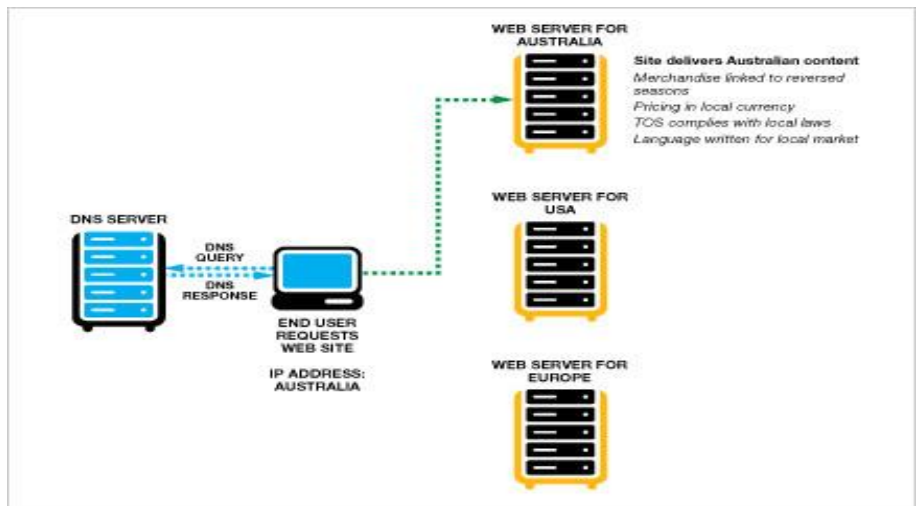 WEB SERVER FOR
AUSTRALIA
Site delivers Australian content
Merchandise linked to reversed
seasons
Pricing in local currency
TOS complies with local laws
Language written for local market
WEB SERVER FOR
USA
DNS SERVER
DNS
QUERY
DNS
RESPONSE
END USER
REQUESTS
WEB SITE
IP ADDRESS:
AUSTRALIA
WEB SERVER FOR
EUROPE